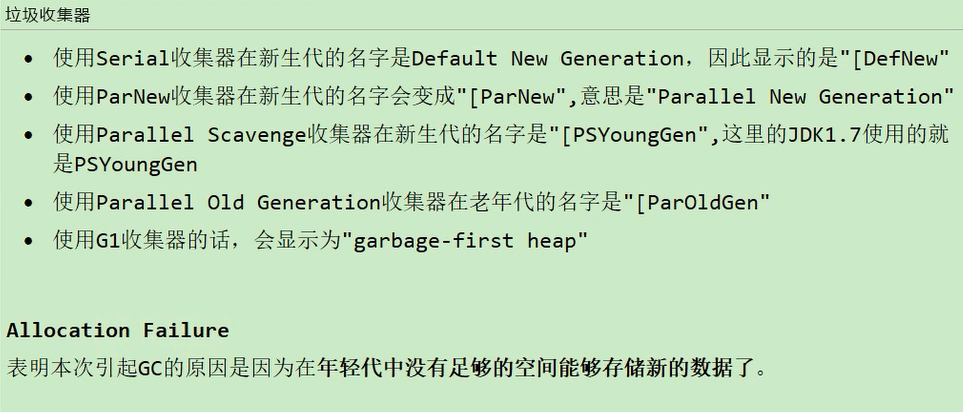 垃圾收集器
• 使用Serial收集器在新生代的名字是Default New Generation，因此显示的是"[DefNew"
• 使用ParNew收集器在新生代的名字会变成"[ParNew",意思是"Parallel New Generation"
• 使用Parallel Scavenge收集器在新生代的名字是"[PSYoungGen",这里的JDK1.7使用的就
是PSYoungGen
• 使用Parallel Old Generation收集器在老年代的名字是"[ParOldGen"
• 使用G1收集器的话，会显示为"garbage-first heap"
Allocation Failure
表明本次引起GC的原因是因为在年轻代中没有足够的空间能够存储新的数据了。